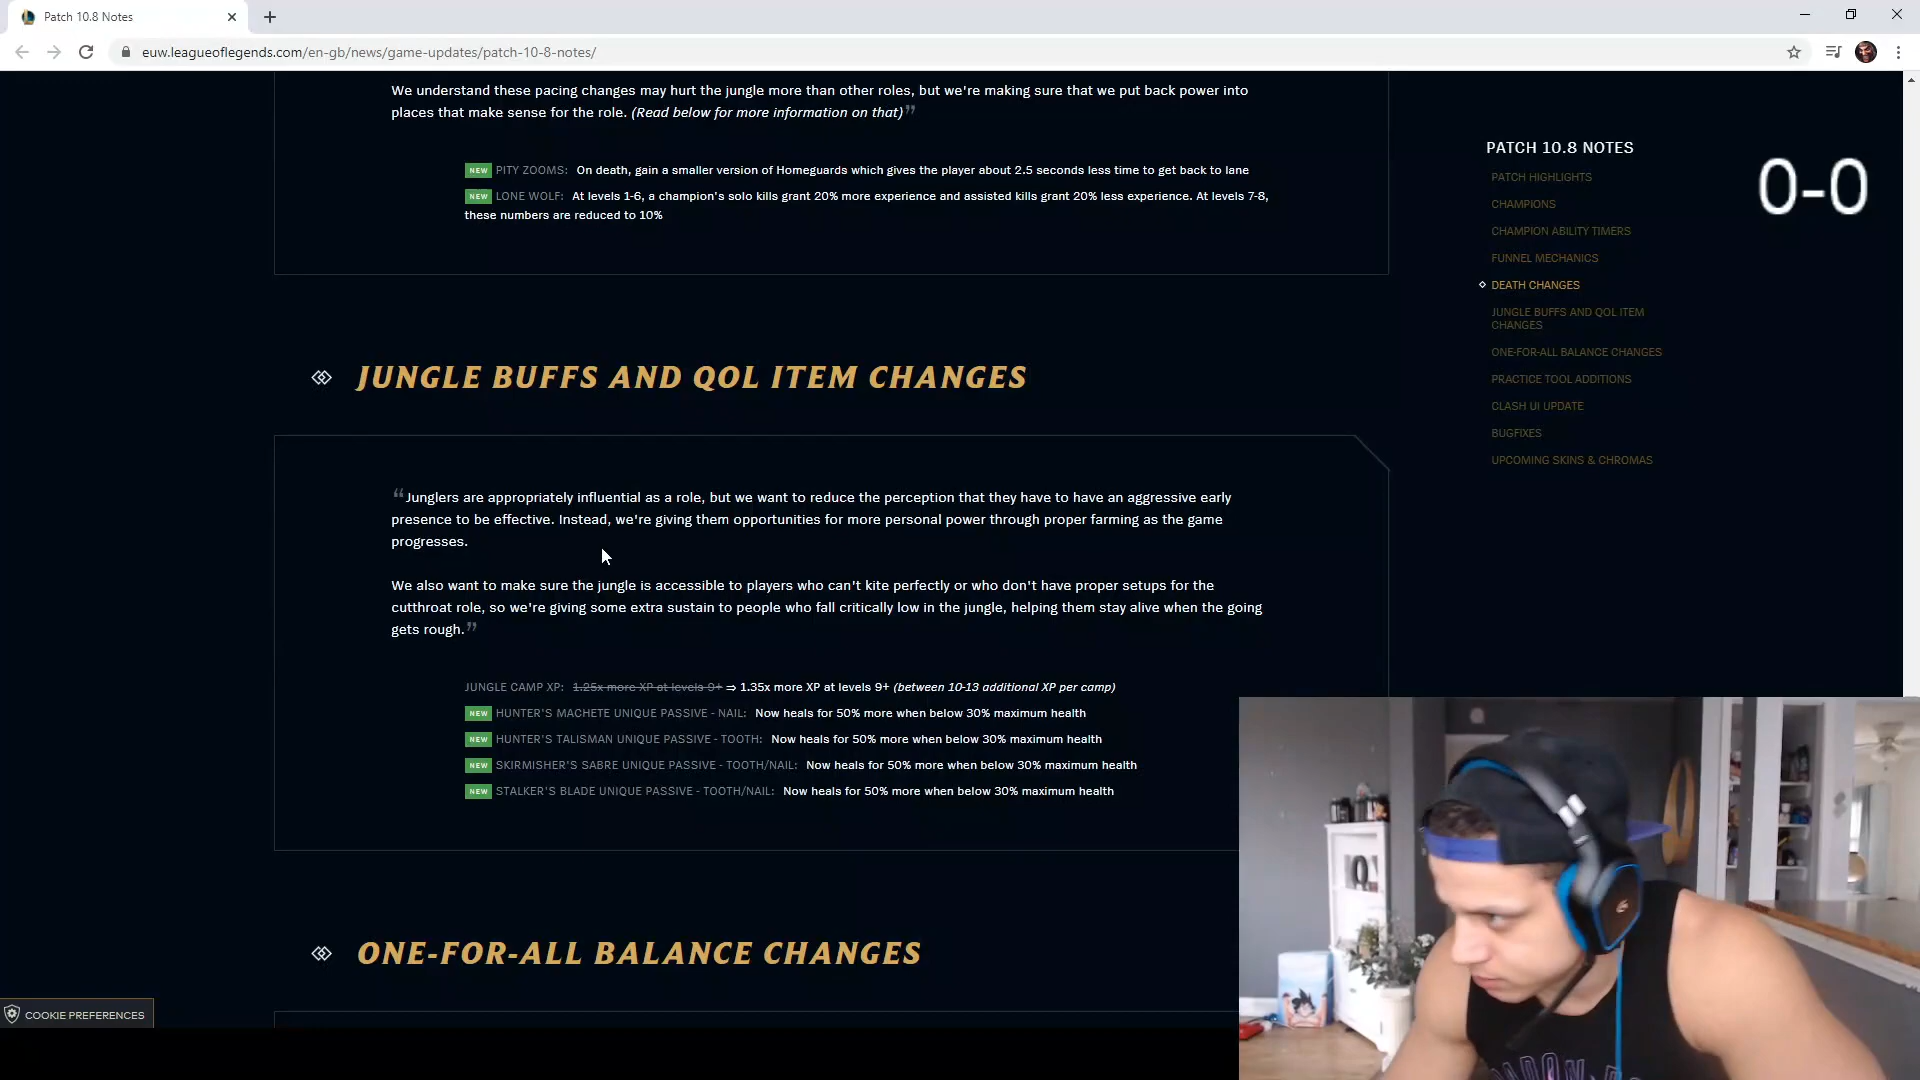 Patch 10.8 Notes
euw.leagueoflegends.com/en-gb/news/game-updates/patch-10-8-notes/
We understand these pacing changes may hurt the jungle more than other roles, but we're making sure that we put back power into
places that make sense for the role. (Read below for more information on that)”
NEW PITY ZOOMS: On death, gain a smaller version of Homeguards which gives the player about 2.5 seconds less time to get back to lane
NEW LONE WOLF: At levels 1-6, a champion's solo kills grant 20% more experience and assisted kills grant 20% less experience. At levels 7-8,
these numbers are reduced to 10%
JUNGLE BUFFS AND QOL ITEM CHANGES
“Junglers are appropriately influential as a role, but we want to reduce the perception that they have to have an aggressive early
presence to be effective. Instead, we're giving them opportunities for more personal power through proper farming as the game
progresses.
We also want to make sure the jungle is accessible to players who can't kite perfectly or who don't have proper setups for the
cutthroat role, so we're giving some extra sustain to people who fall critically low in the jungle, helping them stay alive when the going
gets rough.”
JUNGLE CAMP XP: 1.25x more XP at levels 9+ ⇒ 1.35x more XP at levels 9+ (between 10-13 additional XP per camp)
NEW HUNTER'S MACHETE UNIQUE PASSIVE - NAIL: Now heals for 50% more when below 30% maximum health
NEW HUNTER'S TALISMAN UNIQUE PASSIVE - TOOTH: Now heals for 50% more when below 30% maximum health
NEW SKIRMISHER'S SABRE UNIQUE PASSIVE - TOOTH/NAIL: Now heals for 50% more when below 30% maximum health
NEW STALKER'S BLADE UNIQUE PASSIVE - TOOTH/NAIL: Now heals for 50% more when below 30% maximum health
ONE-FOR-ALL BALANCE CHANGES
COOKIE PREFERENCES
PATCH 10.8 NOTES
PATCH HIGHLIGHTS
CHAMPIONS
CHAMPION ABILITY TIMERS
FUNNEL MECHANICS
DEATH CHANGES
JUNGLE BUFFS AND QOL ITEM
CHANGES
ONE-FOR-ALL BALANCE CHANGES
PRACTICE TOOL ADDITIONS
CLASH UI UPDATE
BUGFIXES
UPCOMING SKINS & CHROMAS
0-0